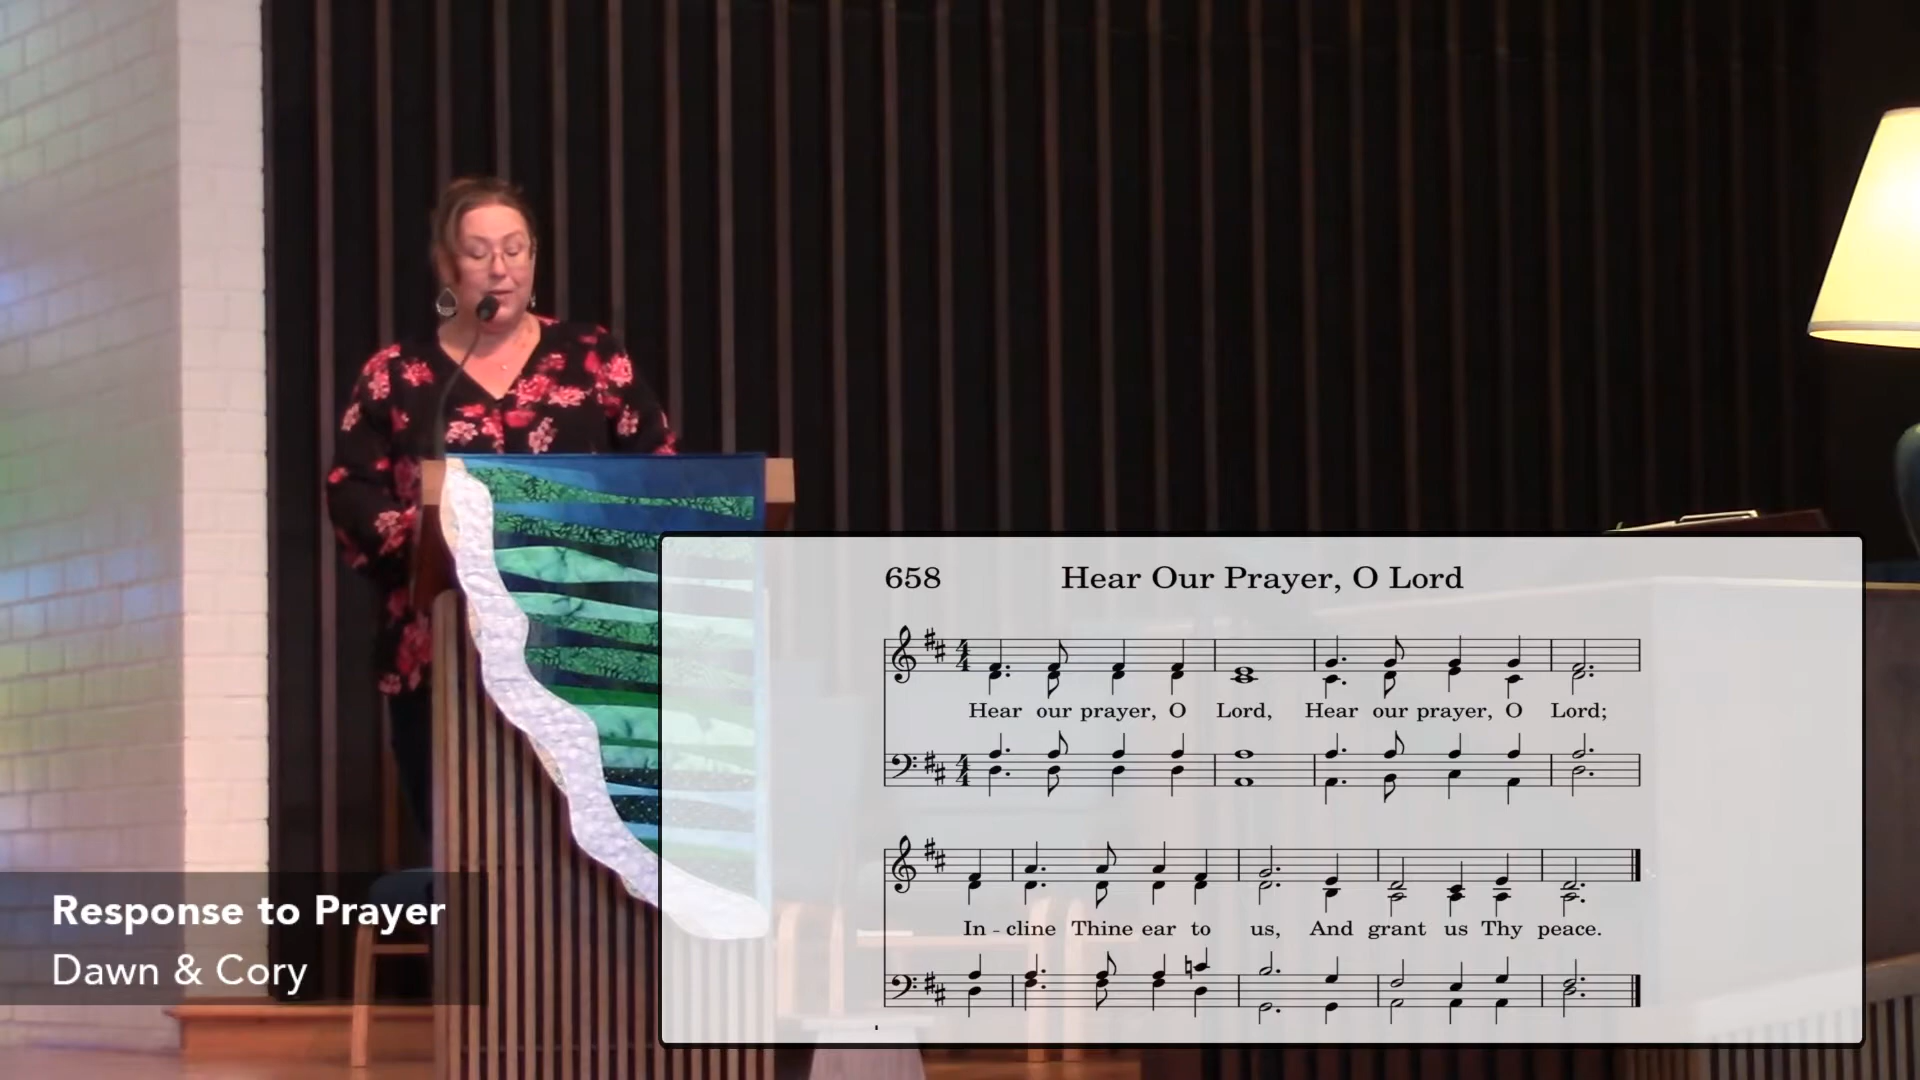 658 Hear Our Prayer, O Lord
Hear our prayer, O Lord, Hear our prayer, O Lord;
In - cline Thine ear to us, And grant us Thy peace.
Response to Prayer
Dawn & Cory